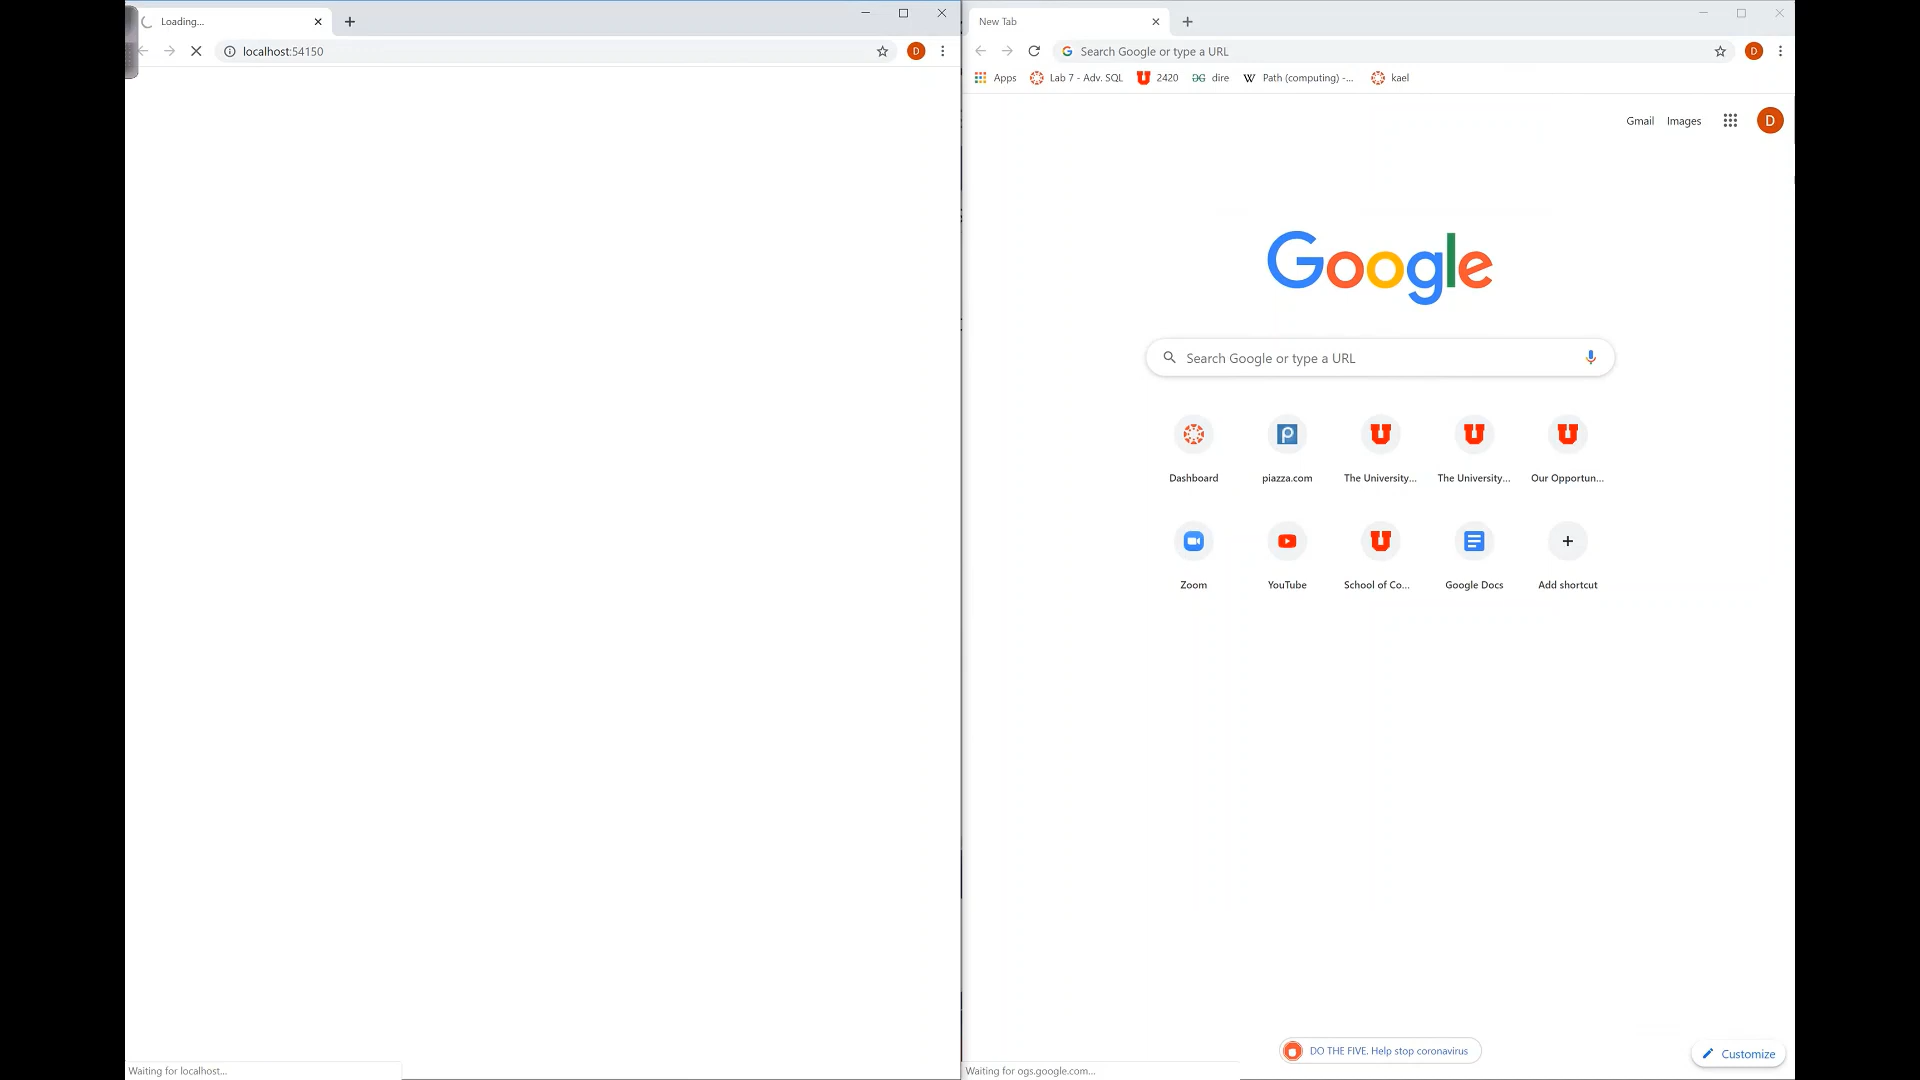 Loading...
localhost:54150
D
Waiting for localhost...
New Tab
Search Google or type a URL
D
Apps
Lab 7 - Adv. SQL
2420
dire
Path (computing) -...
kael
Gmail
Images
D
Google
Search Google or type a URL
Dashboard
piazza.com
The University...
The University...
Our Opportun...
Zoom
YouTube
School of Co...
Google Docs
Add shortcut
DO THE FIVE. Help stop coronavirus
Customize
Waiting for ogs.google.com...